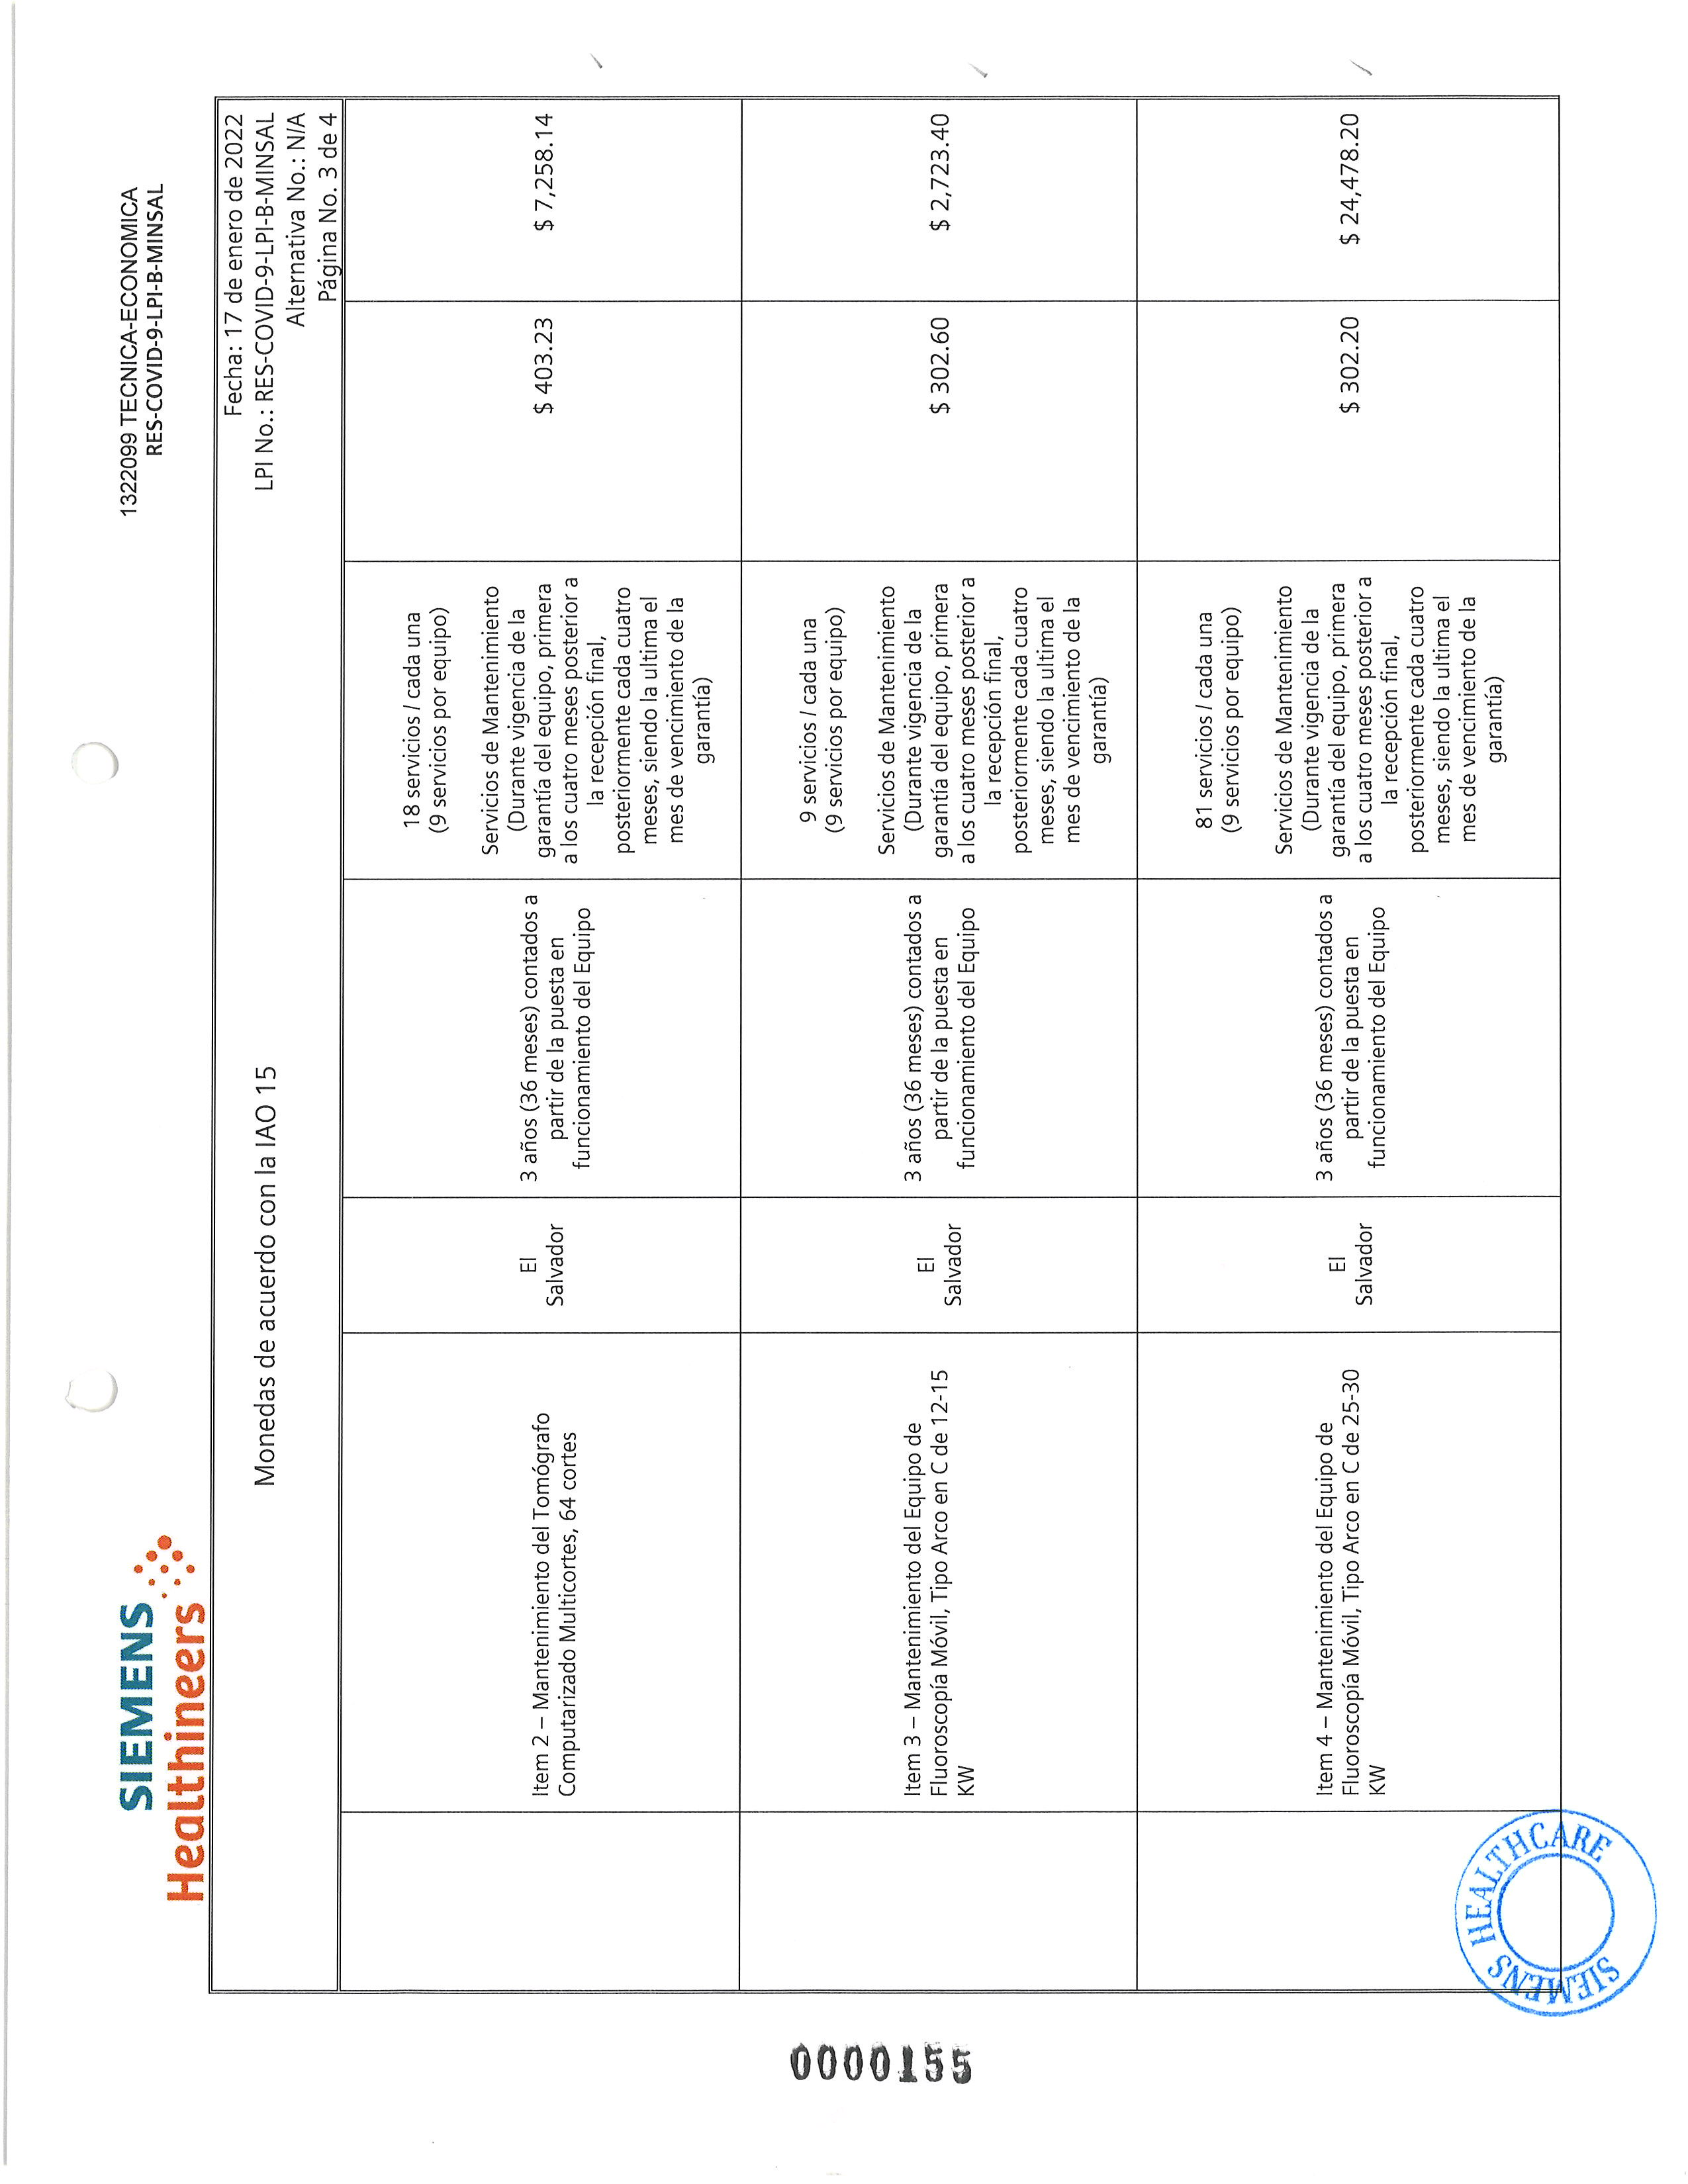 SIEMENS
Healthineers
1322099 TECNICA-ECONOMICA
RES-COVID-9-LPI-B-MINSAL
Monedas de acuerdo con la IAO 15
Fecha: 17 de enero de 2022
LPI No.: RES-COVID-9-LPI-B-MINSAL
Alternativa No.: N/A
Página No. 3 de 4
Item 2 – Mantenimiento del Tomógrafo
Computarizado Multicortes, 64 cortes
El
Salvador
3 años (36 meses) contados a
partir de la puesta en
funcionamiento del Equipo
18 servicios / cada una
(9 servicios por equipo)
Servicios de Mantenimiento
(Durante vigencia de la
garantía del equipo, primera
a los cuatro meses posterior a
la recepción final,
posteriormente cada cuatro
meses, siendo la ultima el
mes de vencimiento de la
garantía)
$ 403.23
$ 7,258.14
Item 3 – Mantenimiento del Equipo de
Fluoroscopía Móvil, Tipo Arco en C de 12-15
KW
El
Salvador
3 años (36 meses) contados a
partir de la puesta en
funcionamiento del Equipo
9 servicios / cada una
(9 servicios por equipo)
Servicios de Mantenimiento
(Durante vigencia de la
garantía del equipo, primera
a los cuatro meses posterior a
la recepción final,
posteriormente cada cuatro
meses, siendo la ultima el
mes de vencimiento de la
garantía)
$ 302.60
$ 2,723.40
Item 4 – Mantenimiento del Equipo de
Fluoroscopía Móvil, Tipo Arco en C de 25-30
KW
El
Salvador
3 años (36 meses) contados a
partir de la puesta en
funcionamiento del Equipo
81 servicios / cada una
(9 servicios por equipo)
Servicios de Mantenimiento
(Durante vigencia de la
garantía del equipo, primera
a los cuatro meses posterior a
la recepción final,
posteriormente cada cuatro
meses, siendo la ultima el
mes de vencimiento de la
garantía)
$ 302.20
$ 24,478.20
SIEMENS HEALTHCARE
0000155